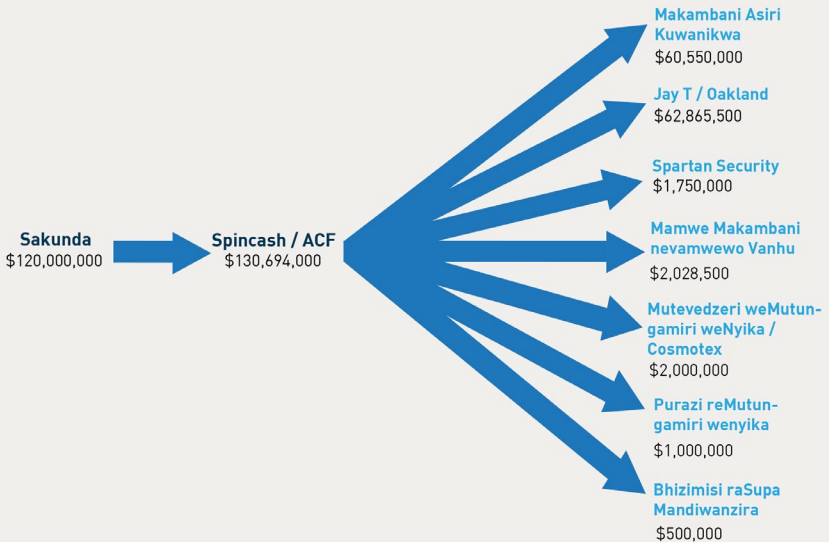 Sakunda
$120,000,000
Spincash / ACF
$130,694,000
Makambani Asiri
Kuwanikwa
$60,550,000
Jay T / Oakland
$62,865,500
Spartan Security
$1,750,000
Mamwe Makambani
nevamwewo Vanhu
$2,028,500
Mutevedzeri weMutun-
gamiri weNyika /
Cosmotex
$2,000,000
Purazi reMutun-
gamiri wenyika
$1,000,000
Bhizimisi raSupa
Mandiwanzira
$500,000